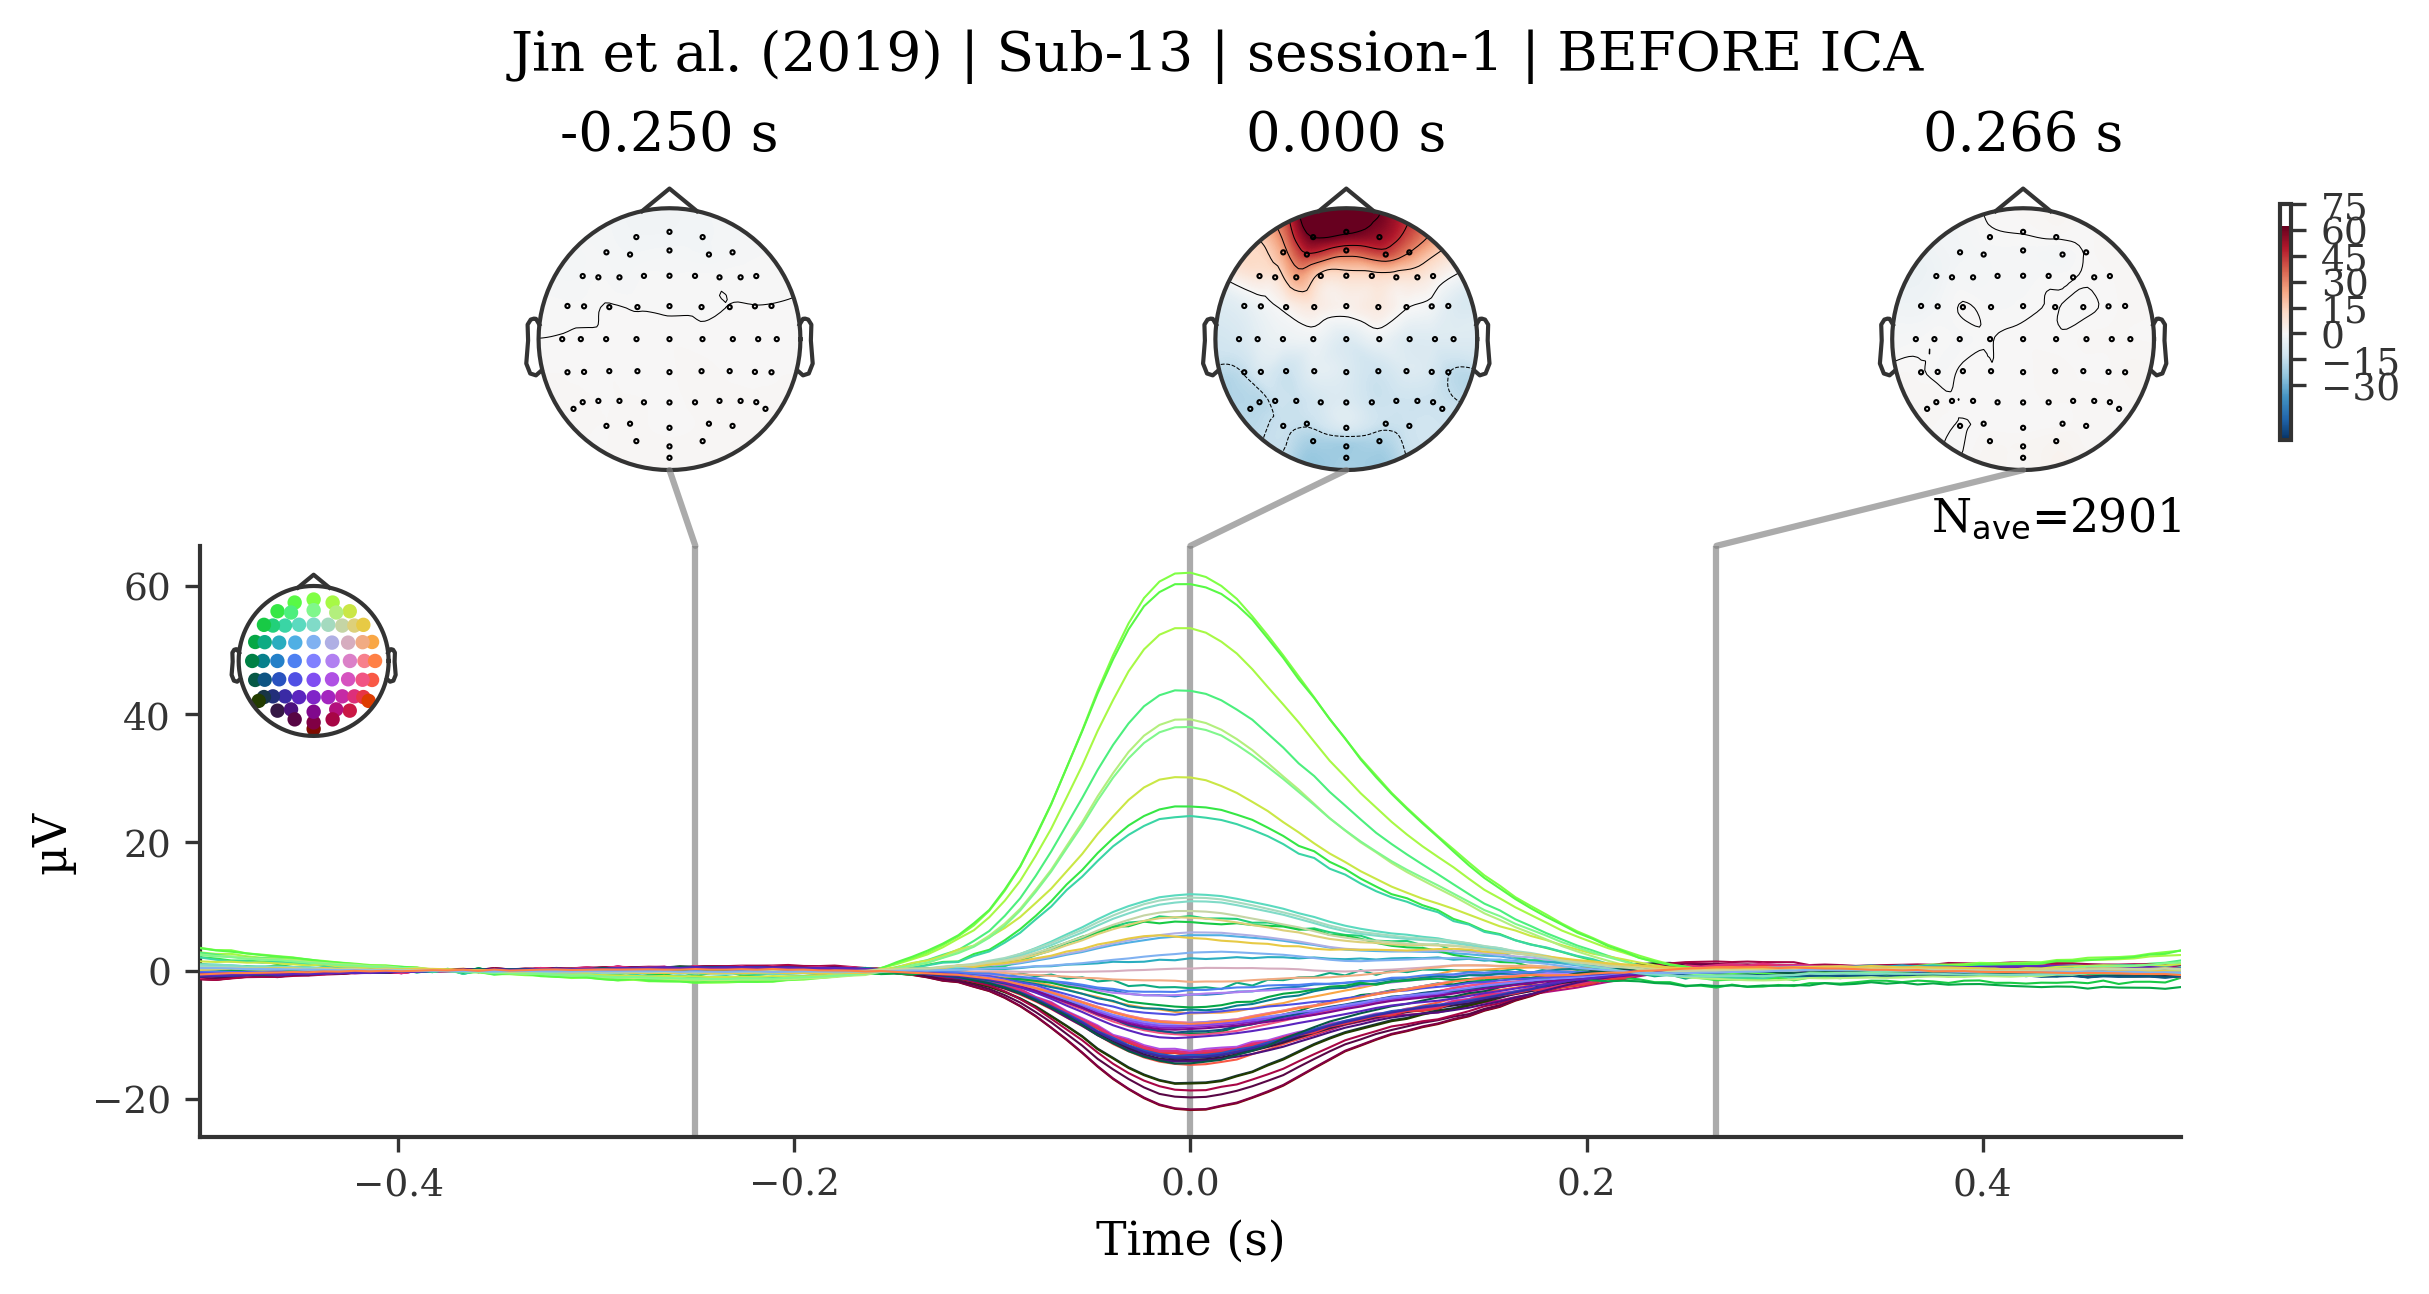 Jin et al. (2019) | Sub-13 | session-1 | BEFORE ICA
-0.250 s
0.000 s
0.266 s
75
60
45
30
15
0
−15
−30
Nave=2901
60
40
20
0
−20
µV
−0.4
−0.2
0.0
0.2
0.4
Time (s)